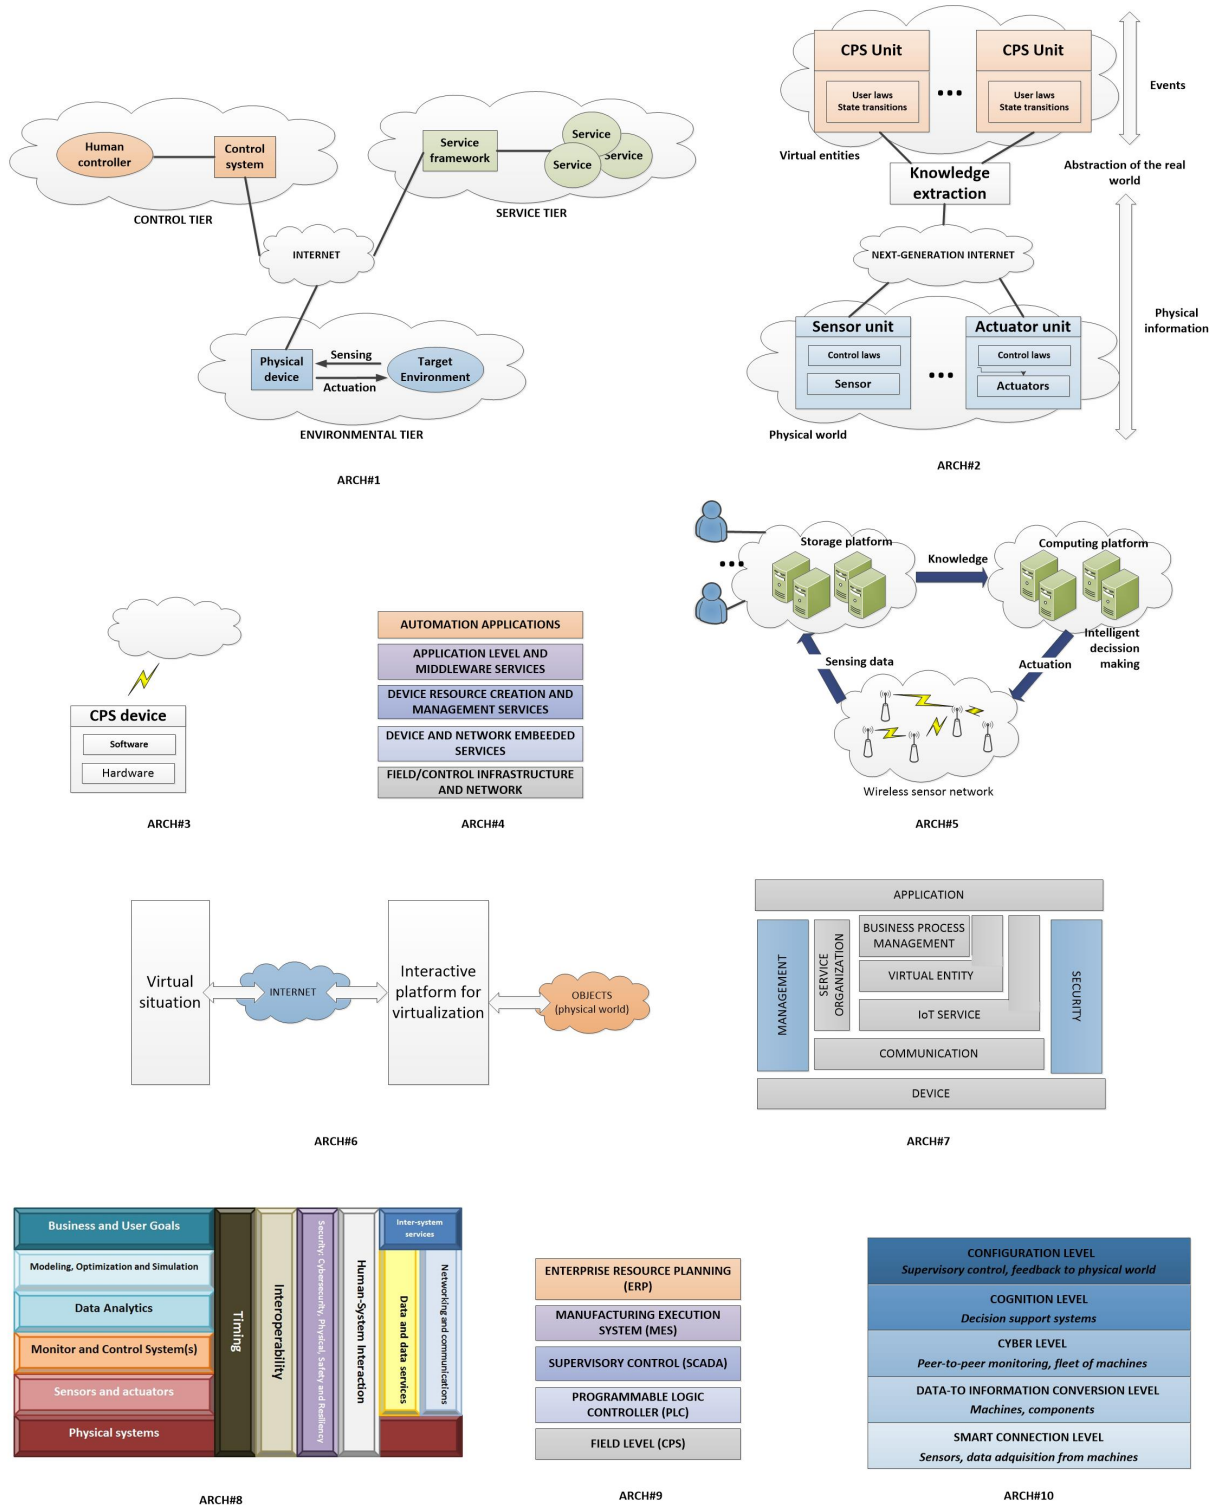 Human
controller
Control
system
CONTROL TIER
Service
framework
Service
Service
Service
SERVICE TIER
INTERNET
Physical
device
Sensing
Actuation
Target
Environment
ENVIRONMENTAL TIER
ARCH#1
CPS Unit
User laws
State transitions
...
CPS Unit
User laws
State transitions
Virtual entities
Events
Knowledge
extraction
Abstraction of the real
world
NEXT-GENERATION INTERNET
Sensor unit
Control laws
Sensor
...
Actuator unit
Control laws
Actuators
Physical
information
Physical world
ARCH#2
CPS device
Software
Hardware
ARCH#3
AUTOMATION APPLICATIONS
APPLICATION LEVEL AND
MIDDLEWARE SERVICES
DEVICE RESOURCE CREATION AND
MANAGEMENT SERVICES
DEVICE AND NETWORK EMBEEDED
SERVICES
FIELD/CONTROL INFRASTRUCTURE
AND NETWORK
ARCH#4
...
Storage platform
Knowledge
Computing platform
Intelligent
decission
making
Sensing data
Actuation
Wireless sensor network
ARCH#5
Virtual
situation
INTERNET
Interactive
platform for
virtualization
OBJECTS
(physical world)
ARCH#6
APPLICATION
MANAGEMENT
SERVICE
ORGANIZATION
BUSINESS PROCESS
MANAGEMENT
VIRTUAL ENTITY
IoT SERVICE
COMMUNICATION
SECURITY
DEVICE
ARCH#7
Business and User Goals
Modeling, Optimization and Simulation
Data Analytics
Monitor and Control System(s)
Sensors and actuators
Physical systems
Timing
Interoperability
Security: Cybersecurity, Physical, Safety and Resiliency
Human-System Interaction
Inter-system
services
Data and data services
Networking and communications
ARCH#8
ENTERPRISE RESOURCE PLANNING
(ERP)
MANUFACTURING EXECUTION
SYSTEM (MES)
SUPERVISORY CONTROL (SCADA)
PROGRAMMABLE LOGIC
CONTROLLER (PLC)
FIELD LEVEL (CPS)
ARCH#9
CONFIGURATION LEVEL
Supervisory control, feedback to physical world
COGNITION LEVEL
Decision support systems
CYBER LEVEL
Peer-to-peer monitoring, fleet of machines
DATA-TO INFORMATION CONVERSION LEVEL
Machines, components
SMART CONNECTION LEVEL
Sensors, data adquisition from machines
ARCH#10